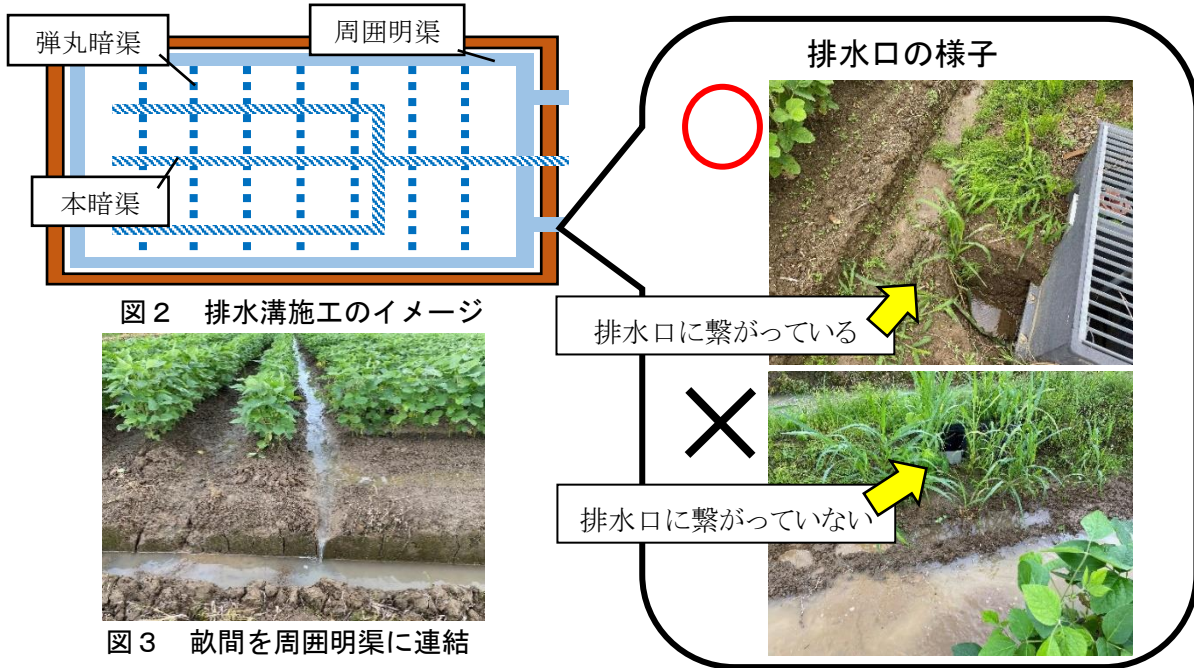 弾丸暗渠
周囲明渠
本暗渠
図２　排水溝施工のイメージ
図３　畝間を周囲明渠に連結
排水口の様子
排水口に繋がっている
排水口に繋がっていない